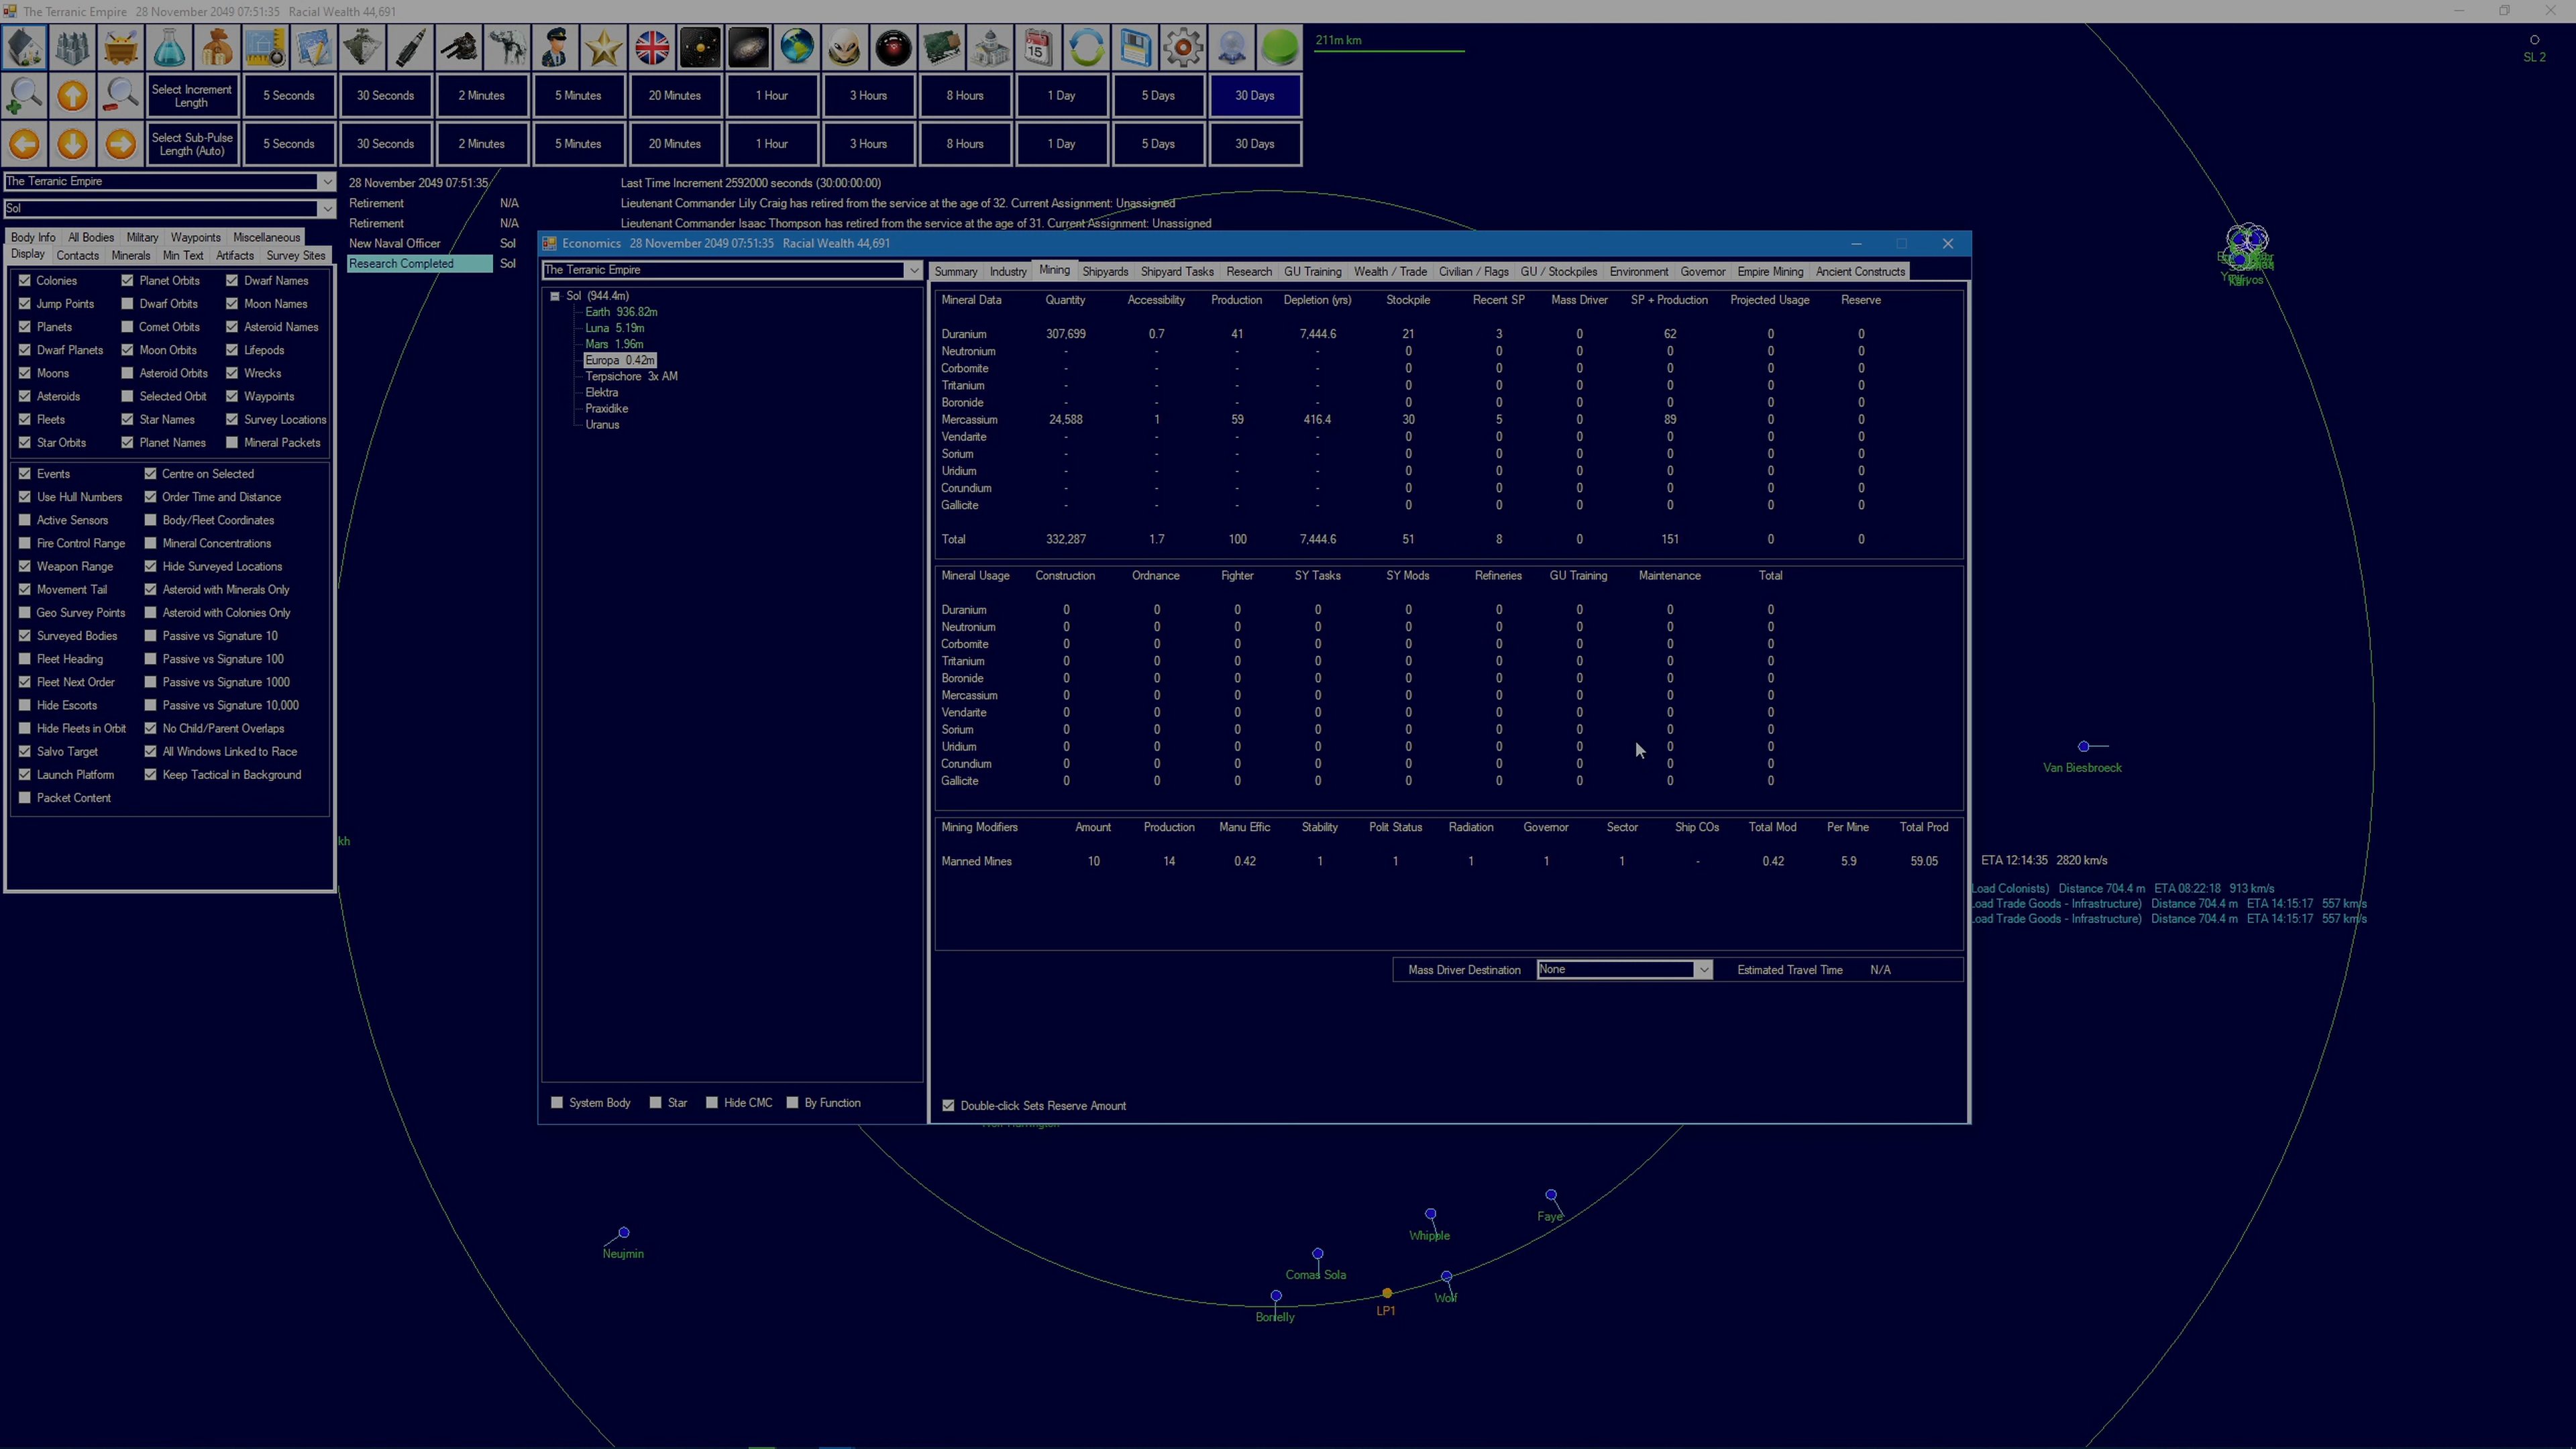 The Terranic Empire   28 November 2049 07:51:35   Racial Wealth 44,691
211m km
SL 2
Select Increment Length 5 Seconds 30 Seconds 2 Minutes 5 Minutes 20 Minutes 1 Hour 3 Hours 8 Hours 1 Day 5 Days 30 Days
Select Sub-Pulse Length (Auto) 5 Seconds 30 Seconds 2 Minutes 5 Minutes 20 Minutes 1 Hour 3 Hours 8 Hours 1 Day 5 Days 30 Days
The Terranic Empire
Sol
28 November 2049 07:51:35 Last Time Increment 2592000 seconds (30:00:00:00)
Retirement N/A Lieutenant Commander Lily Craig has retired from the service at the age of 32. Current Assignment: Unassigned
Retirement N/A Lieutenant Commander Isaac Thompson has retired from the service at the age of 31. Current Assignment: Unassigned
New Naval Officer Sol
Research Completed Sol
Body Info All Bodies Military Waypoints Miscellaneous
Display Contacts Minerals Min Text Artifacts Survey Sites
Colonies Planet Orbits Dwarf Names
Jump Points Dwarf Orbits Moon Names
Planets Comet Orbits Asteroid Names
Dwarf Planets Moon Orbits Lifepods
Moons Asteroid Orbits Wrecks
Asteroids Selected Orbit Waypoints
Fleets Star Names Survey Locations
Star Orbits Planet Names Mineral Packets
Events Centre on Selected
Use Hull Numbers Order Time and Distance
Active Sensors Body/Fleet Coordinates
Fire Control Range Mineral Concentrations
Weapon Range Hide Surveyed Locations
Movement Tail Asteroid with Minerals Only
Geo Survey Points Asteroid with Colonies Only
Surveyed Bodies Passive vs Signature 10
Fleet Heading Passive vs Signature 100
Fleet Next Order Passive vs Signature 1000
Hide Escorts Passive vs Signature 10,000
Hide Fleets in Orbit No Child/Parent Overlaps
Salvo Target All Windows Linked to Race
Launch Platform Keep Tactical in Background
Packet Content
kh
Economics   28 November 2049 07:51:35   Racial Wealth 44,691
The Terranic Empire
Summary Industry Mining Shipyards Shipyard Tasks Research GU Training Wealth / Trade Civilian / Flags GU / Stockpiles Environment Governor Empire Mining Ancient Constructs
Sol (944.4m)
Earth 936.82m
Luna 5.19m
Mars 1.96m
Europa 0.42m
Terpsichore 3x AM
Elektra
Praxidike
Uranus
System Body Star Hide CMC By Function
Mineral Data Quantity Accessibility Production Depletion (yrs) Stockpile Recent SP Mass Driver SP + Production Projected Usage Reserve
Duranium 307,699 0.7 41 7,444.6 21 3 0 62 0 0
Neutronium - - - - 0 0 0 0 0 0
Corbomite - - - - 0 0 0 0 0 0
Tritanium - - - - 0 0 0 0 0 0
Boronide - - - - 0 0 0 0 0 0
Mercassium 24,588 1 59 416.4 30 5 0 89 0 0
Vendarite - - - - 0 0 0 0 0 0
Sorium - - - - 0 0 0 0 0 0
Uridium - - - - 0 0 0 0 0 0
Corundium - - - - 0 0 0 0 0 0
Gallicite - - - - 0 0 0 0 0 0
Total 332,287 1.7 100 7,444.6 51 8 0 151 0 0
Mineral Usage Construction Ordnance Fighter SY Tasks SY Mods Refineries GU Training Maintenance Total
Duranium 0 0 0 0 0 0 0 0 0
Neutronium 0 0 0 0 0 0 0 0 0
Corbomite 0 0 0 0 0 0 0 0 0
Tritanium 0 0 0 0 0 0 0 0 0
Boronide 0 0 0 0 0 0 0 0 0
Mercassium 0 0 0 0 0 0 0 0 0
Vendarite 0 0 0 0 0 0 0 0 0
Sorium 0 0 0 0 0 0 0 0 0
Uridium 0 0 0 0 0 0 0 0 0
Corundium 0 0 0 0 0 0 0 0 0
Gallicite 0 0 0 0 0 0 0 0 0
Mining Modifiers Amount Production Manu Effic Stability Polit Status Radiation Governor Sector Ship COs Total Mod Per Mine Total Prod
Manned Mines 10 14 0.42 1 1 1 1 1 - 0.42 5.9 59.05
Mass Driver Destination None Estimated Travel Time N/A
Double-click Sets Reserve Amount
Van Biesbroeck
ETA 12:14:35   2820 km/s
Load Colonists)   Distance 704.4 m   ETA 08:22:18   913 km/s
oad Trade Goods - Infrastructure)   Distance 704.4 m   ETA 14:15:17   557 km/s
oad Trade Goods - Infrastructure)   Distance 704.4 m   ETA 14:15:17   557 km/s
Faye
Whipple
Neujmin
Comas Sola
Wolf
LP1
Borrelly